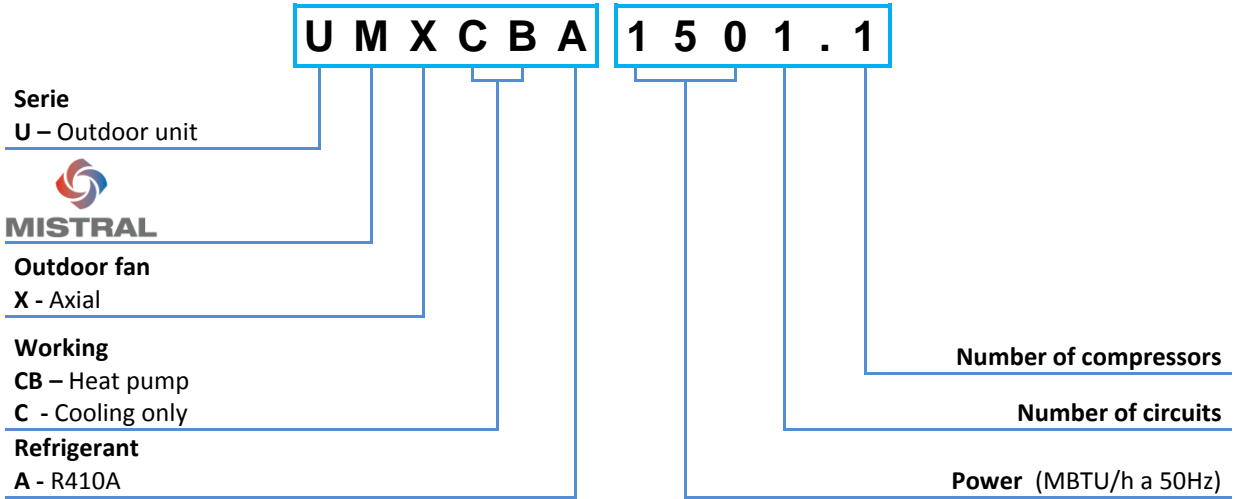 U M X C B A 1 5 0 1 . 1
Serie
U – Outdoor unit
MISTRAL
Outdoor fan
X - Axial
Working
CB – Heat pump
C - Cooling only
Refrigerant
A - R410A
Number of compressors
Number of circuits
Power (MBTU/h a 50Hz)